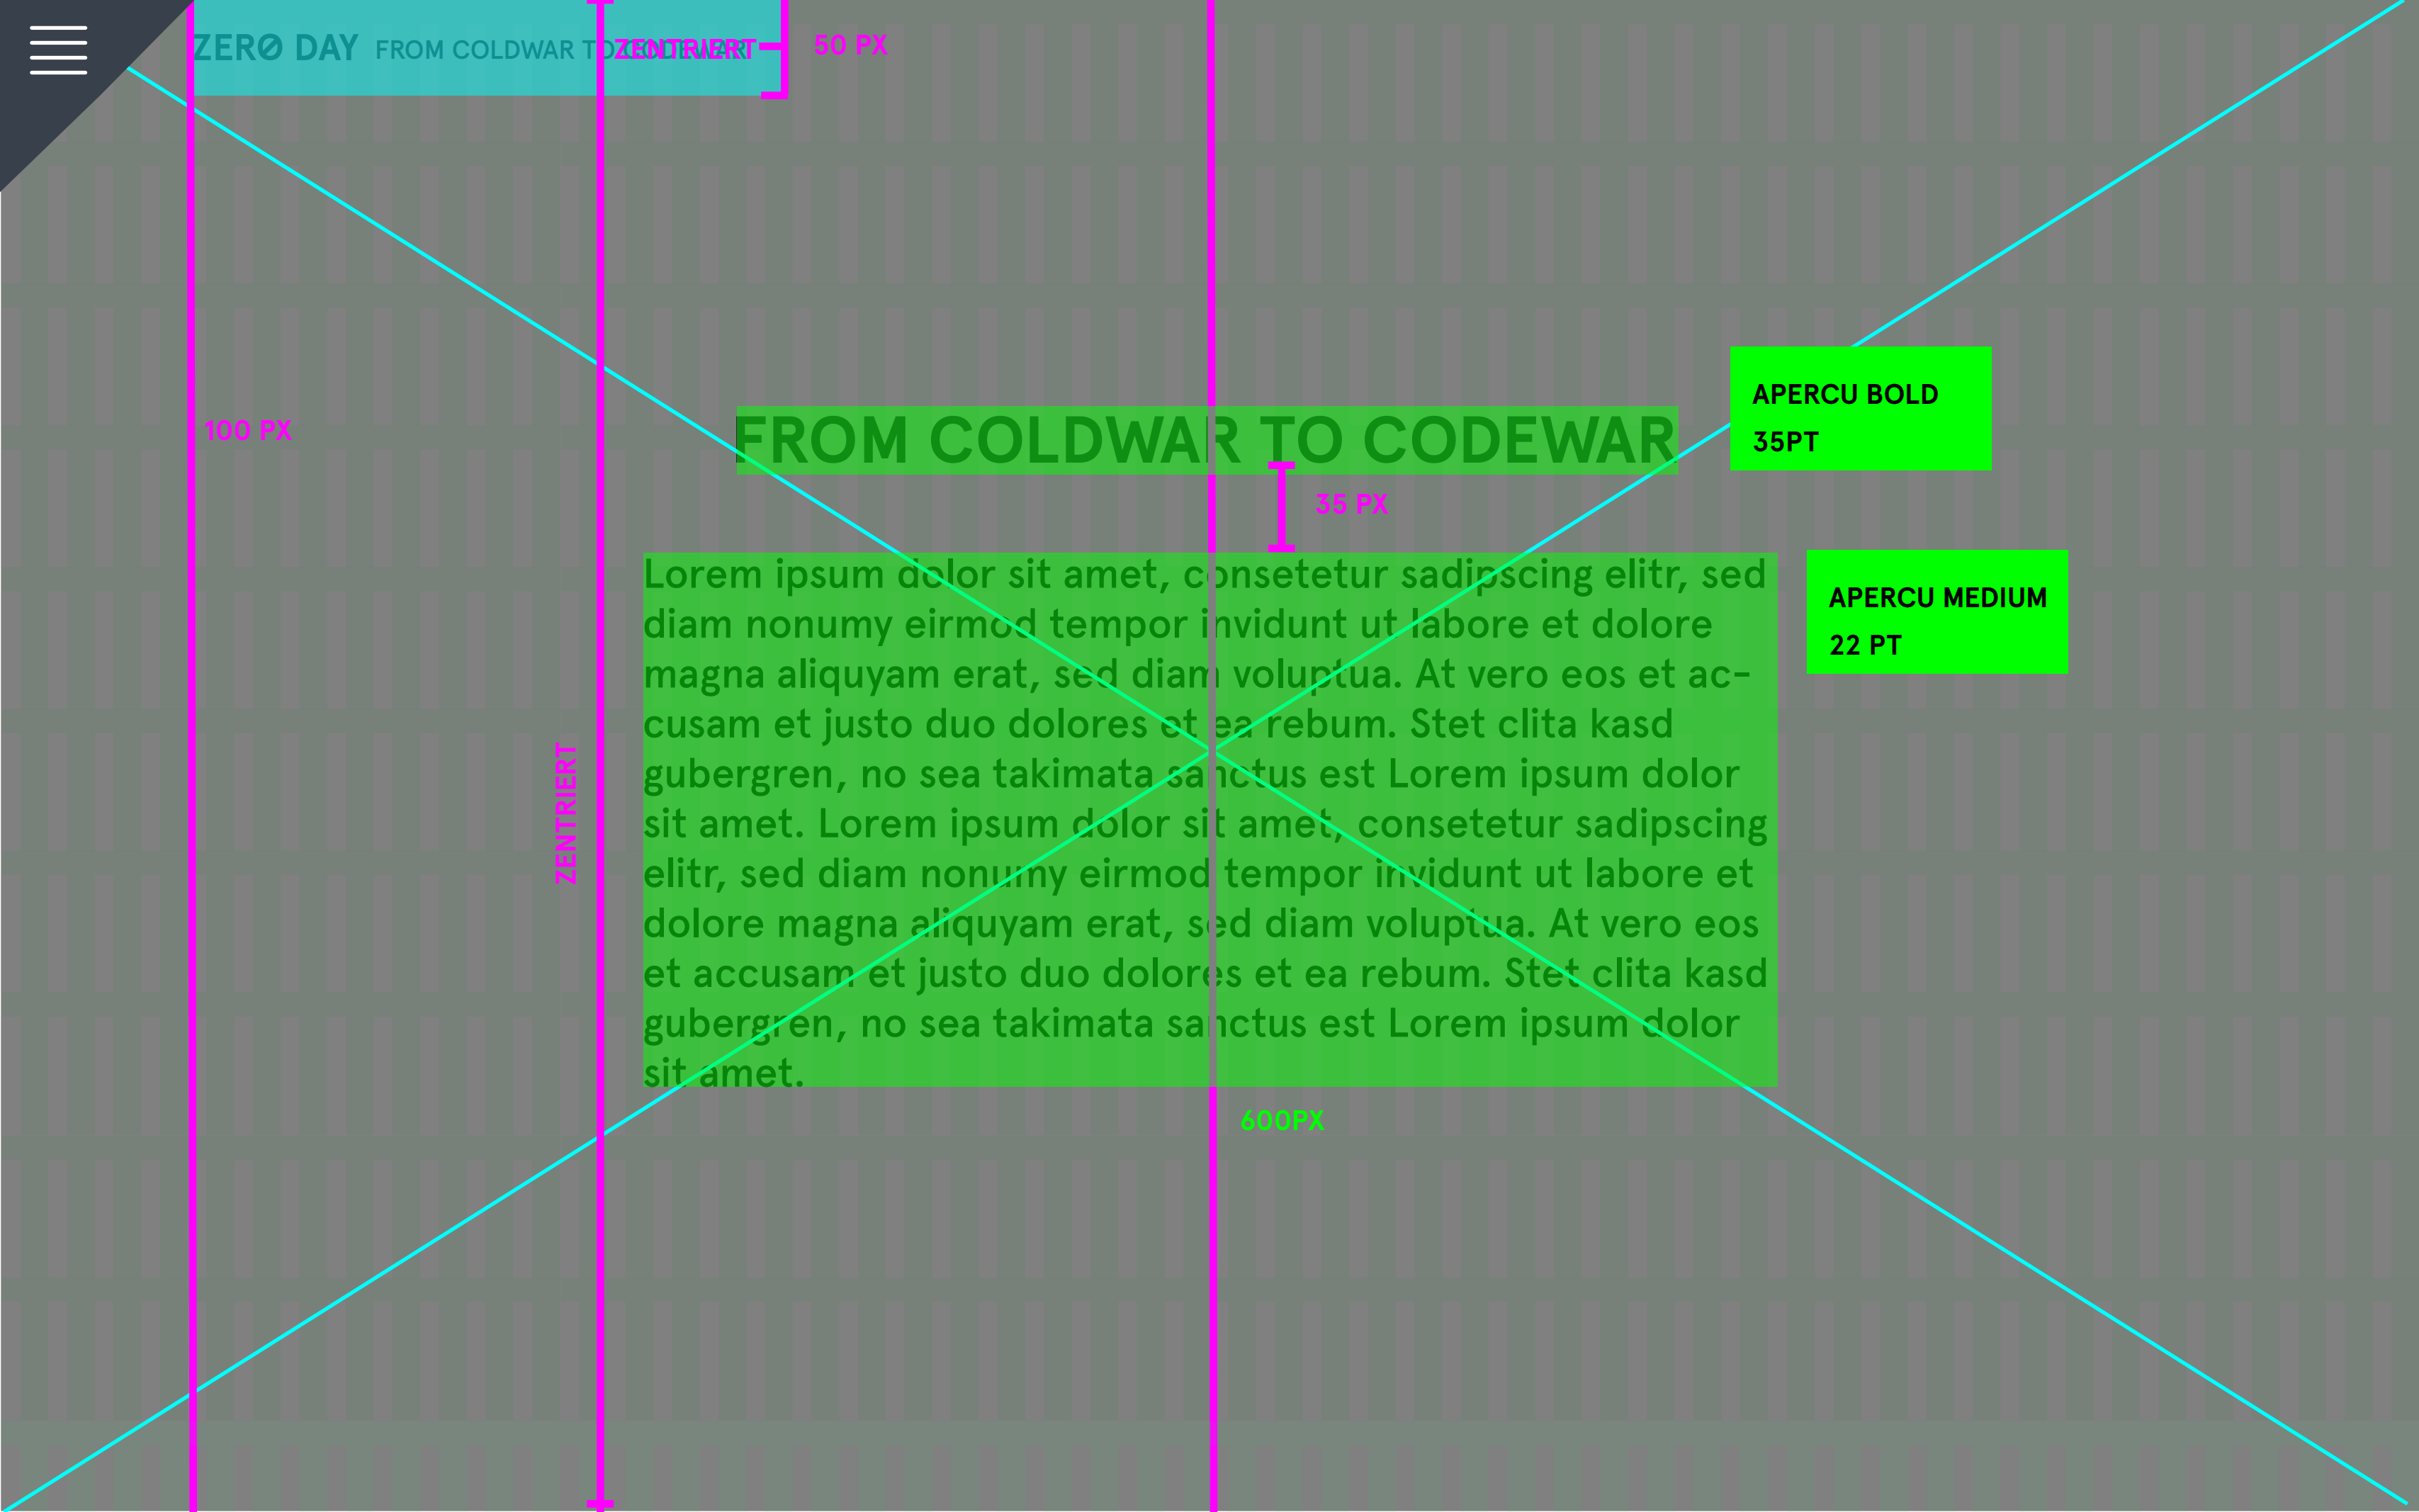 ZERØ DAY FROM COLDWAR TO CODEWAR
ZENTRIERT
50 PX
100 PX
FROM COLDWAR TO CODEWAR
APERCU BOLD
35PT
35 PX
Lorem ipsum dolor sit amet, consetetur sadipscing elitr, sed
diam nonumy eirmod tempor invidunt ut labore et dolore
magna aliquyam erat, sed diam voluptua. At vero eos et ac-
cusam et justo duo dolores et ea rebum. Stet clita kasd
gubergren, no sea takimata sanctus est Lorem ipsum dolor
sit amet. Lorem ipsum dolor sit amet, consetetur sadipscing
elitr, sed diam nonumy eirmod tempor invidunt ut labore et
dolore magna aliquyam erat, sed diam voluptua. At vero eos
et accusam et justo duo dolores et ea rebum. Stet clita kasd
gubergren, no sea takimata sanctus est Lorem ipsum dolor
sit amet.
APERCU MEDIUM
22 PT
ZENTRIERT
600PX